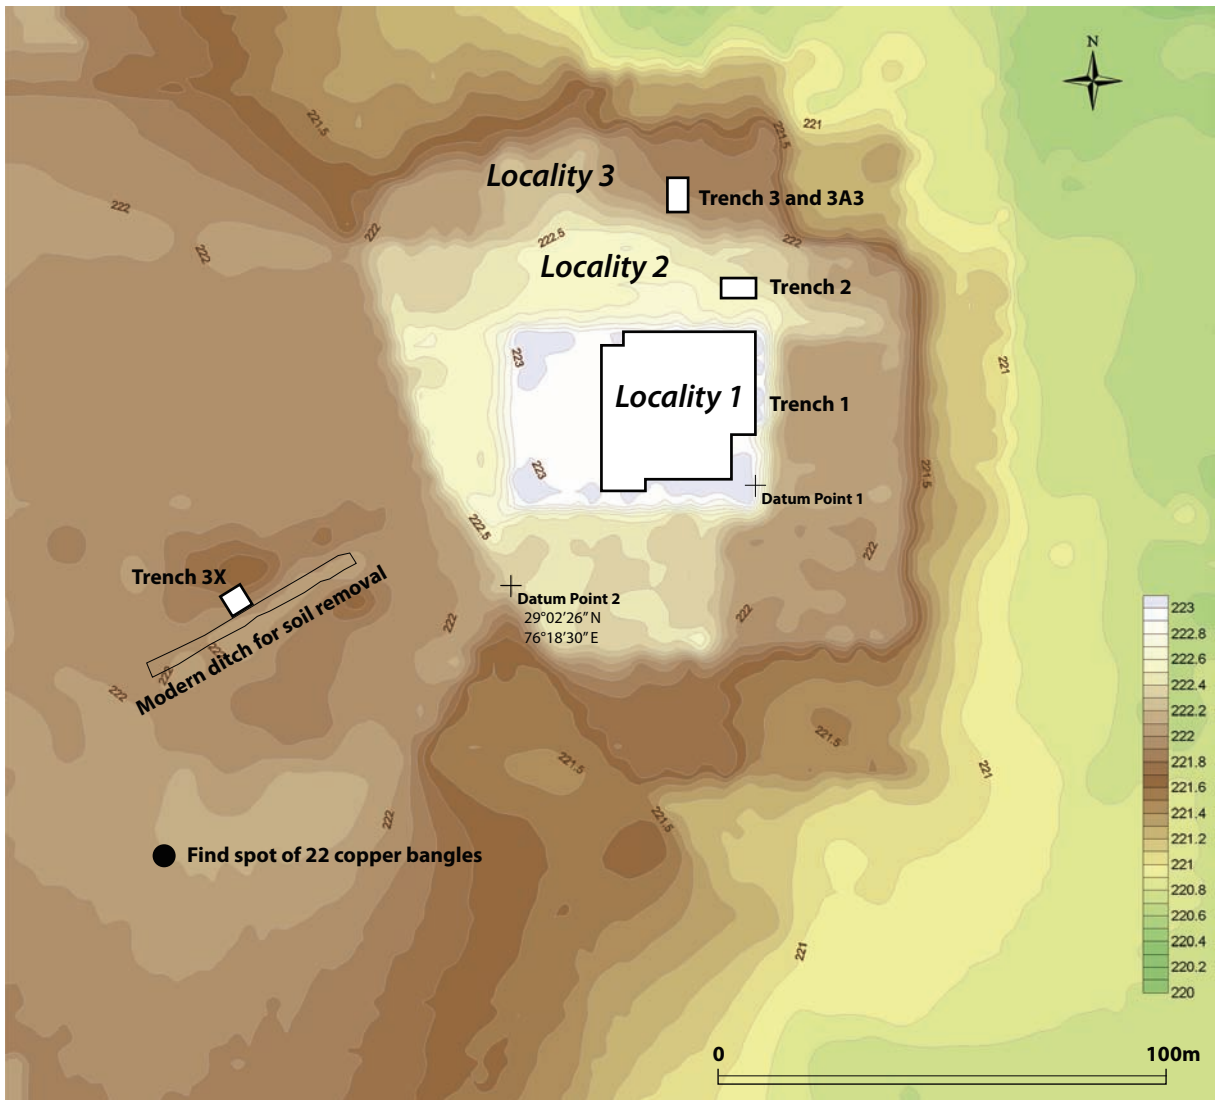 N
221.5
221
221.5
Locality 3
Trench 3 and 3A3
222
222
222
222.5
222
Locality 2
Trench 2
223
221
Locality 1
Trench 1
223
221.5
Datum Point 1
222.5
222
Trench 3X
Datum Point 2
29°02'26" N
76°18'30" E
222
222
222
222
222
Modern ditch for soil removal
221.5
221.5
221
222
221.5
Find spot of 22 copper bangles
221
223
222.8
222.6
222.4
222.2
222
221.8
221.6
221.4
221.2
221
220.8
220.6
220.4
220.2
220
0
100m